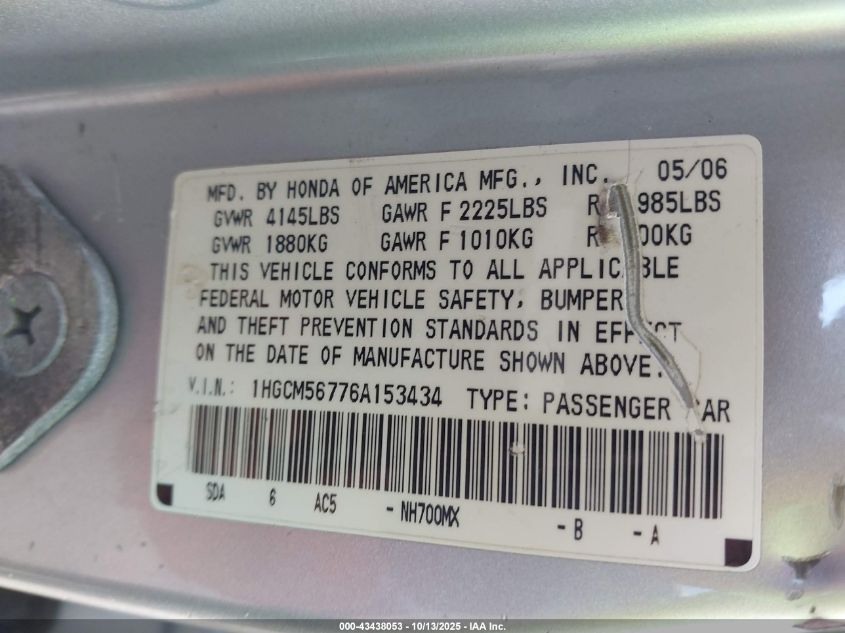 MFD. BY HONDA OF AMERICA MFG., INC. 05/06
GVWR 4145LBS GAWR F 2225LBS R 985LBS
GVWR 1880KG GAWR F 1010KG R 00KG
THIS VEHICLE CONFORMS TO ALL APPLIC BLE
FEDERAL MOTOR VEHICLE SAFETY, BUMPER
AND THEFT PREVENTION STANDARDS IN EFFECT
ON THE DATE OF MANUFACTURE SHOWN ABOVE.
V.I.N.: 1HGCM56776A153434 TYPE: PASSENGER AR
SDA 6 AC5 -NH700MX -B -A
000-43438053 - 10/13/2025 - IAA Inc.